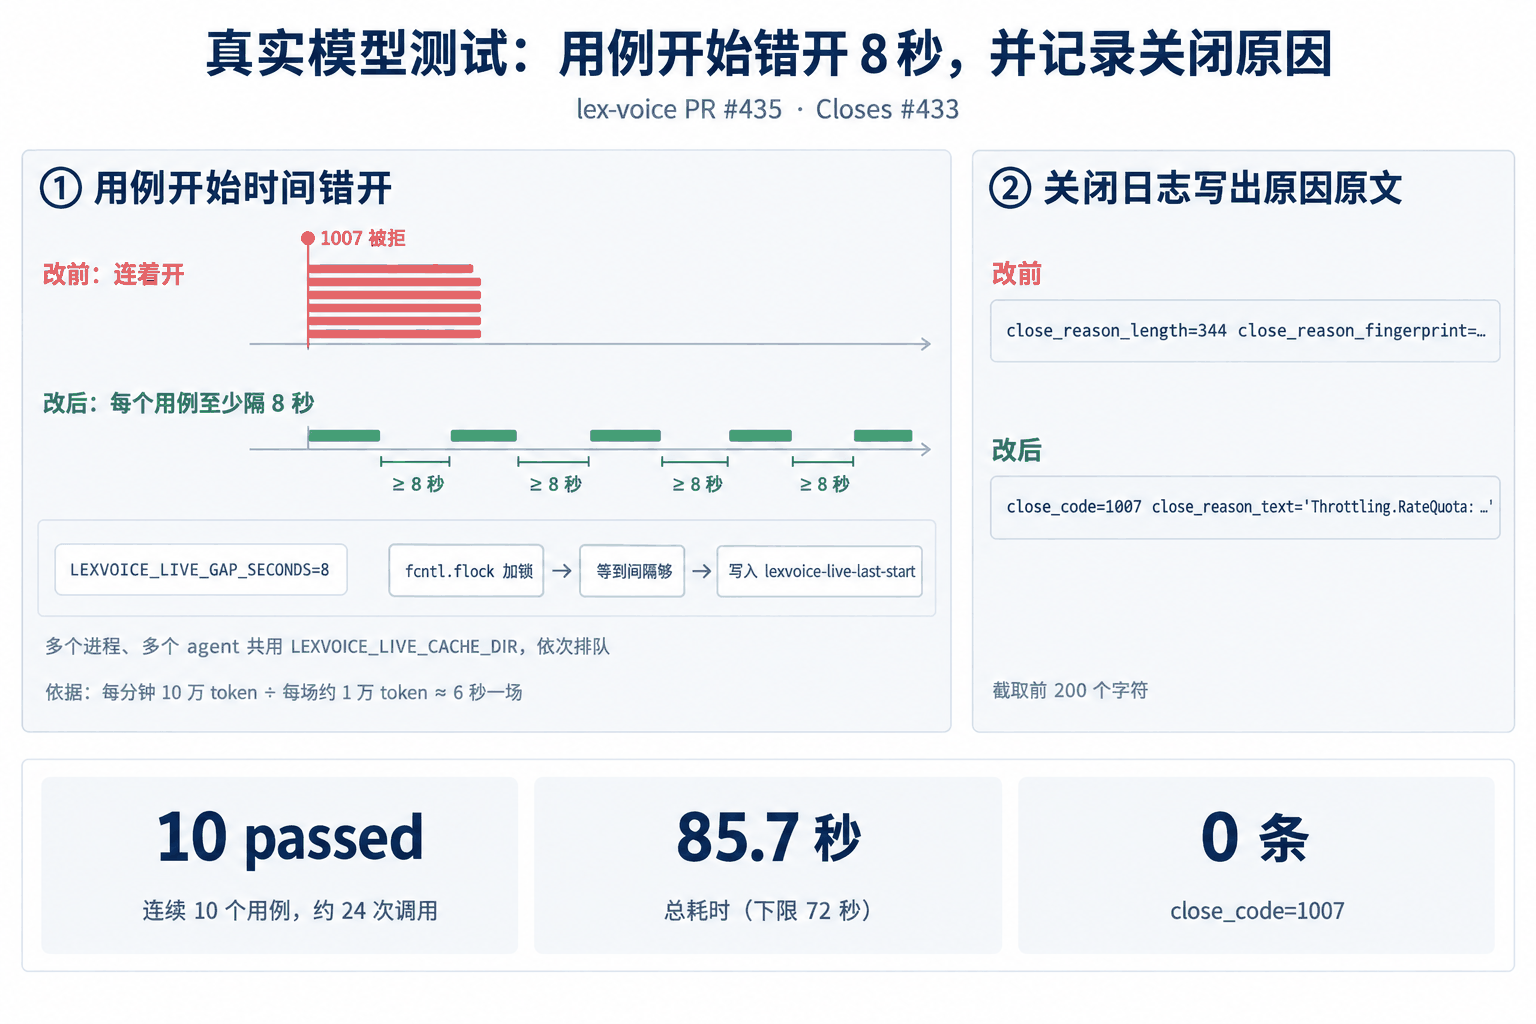 真实模型测试：用例开始错开 8 秒，并记录关闭原因
lex-voice PR #435 · Closes #433
① 用例开始时间错开
1007 被拒
改前：连着开
改后：每个用例至少隔 8 秒
≥ 8 秒
≥ 8 秒
≥ 8 秒
≥ 8 秒
LEXVOICE_LIVE_GAP_SECONDS=8
fcntl.flock 加锁
→
等到间隔够
→
写入 lexvoice-live-last-start
多个进程、多个 agent 共用 LEXVOICE_LIVE_CACHE_DIR，依次排队
依据：每分钟 10 万 token ÷ 每场约 1 万 token ≈ 6 秒一场
② 关闭日志写出原因原文
改前
close_reason_length=344 close_reason_fingerprint=…
改后
close_code=1007 close_reason_text='Throttling.RateQuota: …'
截取前 200 个字符
10 passed
连续 10 个用例，约 24 次调用
85.7 秒
总耗时（下限 72 秒）
0 条
close_code=1007